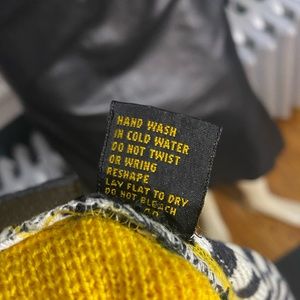 HAND WASH
IN COLD WATER
DO NOT TWIST
OR WRING
RESHAPE
LAY FLAT TO DRY
DO NOT BLEACH